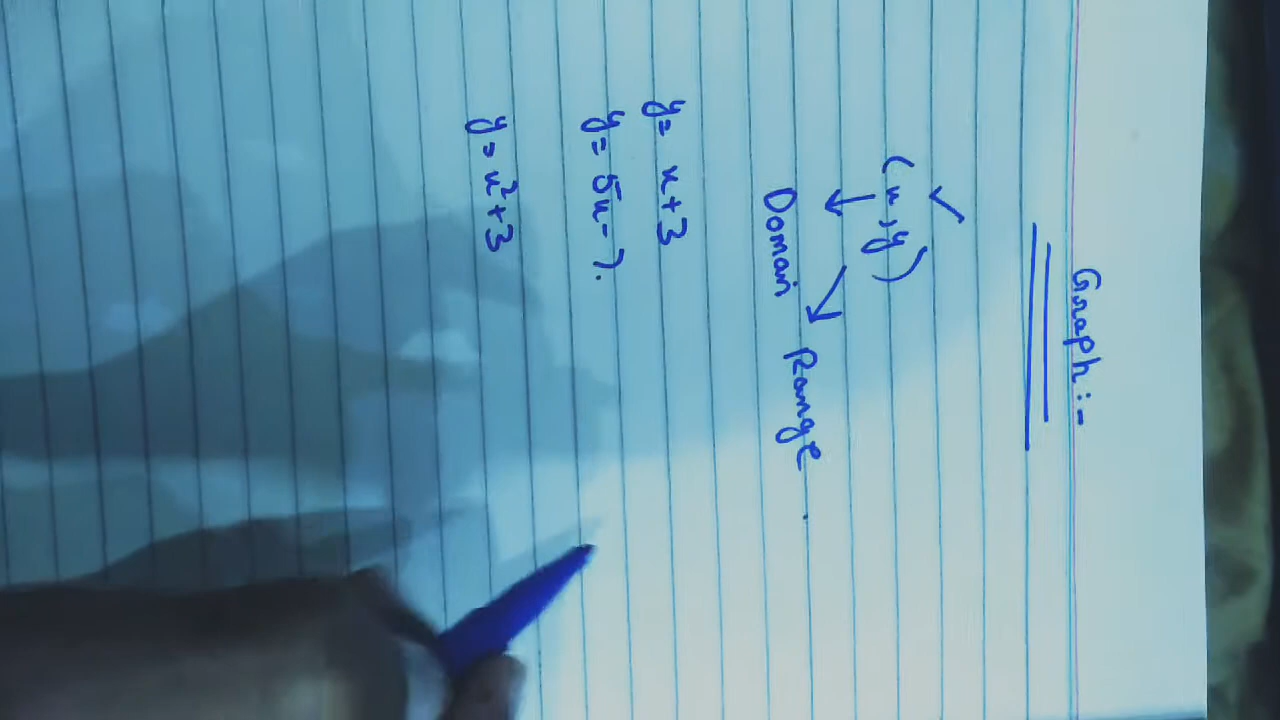 Graph :-
(x, y) ✓
Domain Range.
y = x+3
y = 5x - 7.
y = x²+3